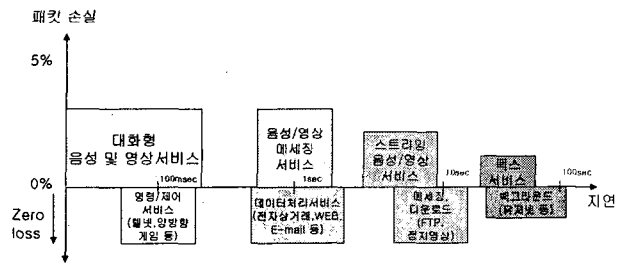 패킷 손실
5%
대화형
음성 및 영상서비스
음성/영상
메세징
서비스
스트리밍
음성/영상
서비스
팩스
서비스
0%
100msec
1sec
10sec
100sec
지연
Zero
loss
명령/제어
서비스
(텔넷,양방향
게임 등)
데이터처리서비스
(전자상거래,WEB,
E-mail 등)
메세징,
다운로드
(FTP,
정지영상)
백그라운드
(유즈넷 등)